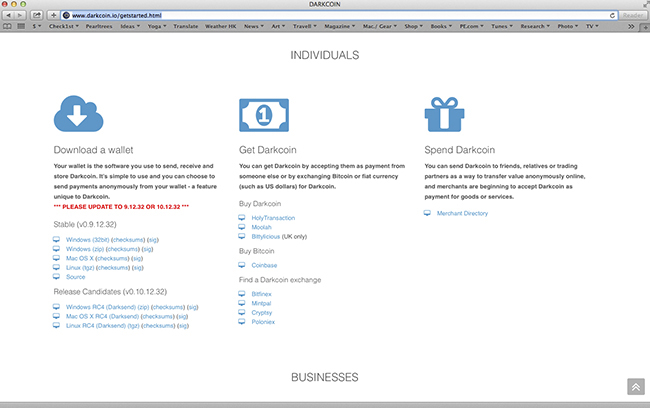 DARKCOIN
www.darkcoin.io/getstarted.html
Reader
S Check1st Pearltrees Ideas Yoga Translate Weather HK News Art Travel! Magazine Mac./ Gear Shop Books PE.com Tunes Research Photo TV
INDIVIDUALS
Download a wallet
Your wallet is the software you use to send, receive and
store Darkcoin. It's simple to use and you can choose to
send payments anonymously from your wallet - a feature
unique to Darkcoin.
*** PLEASE UPDATE TO 9.12.32 OR 10.12.32 ***
Stable (v0.9.12.32)
Windows (32bit) (checksums) (sig)
Windows (zip) (checksums) (sig)
Mac OS X (checksums) (sig)
Linux (tgz) (checksums) (sig)
Source
Release Candidates (v0.10.12.32)
Windows RC4 (Darksend) (zip) (checksums) (sig)
Mac OS X RC4 (Darksend) (checksums) (sig)
Linux RC4 (Darksend) (tgz) (checksums) (sig)
1
Get Darkcoin
You can get Darkcoin by accepting them as payment from
someone else or by exchanging Bitcoin or fiat currency
(such as US dollars) for Darkcoin.
Buy Darkcoin
HolyTransaction
Moolah
Bittylicious (UK only)
Buy Bitcoin
Coinbase
Find a Darkcoin exchange
Bitfinex
Mintpal
Cryptsy
Poloniex
Spend Darkcoin
You can send Darkcoin to friends, relatives or trading
partners as a way to transfer value anonymously online,
and merchants are beginning to accept Darkcoin as
payment for goods or services.
Merchant Directory
BUSINESSES